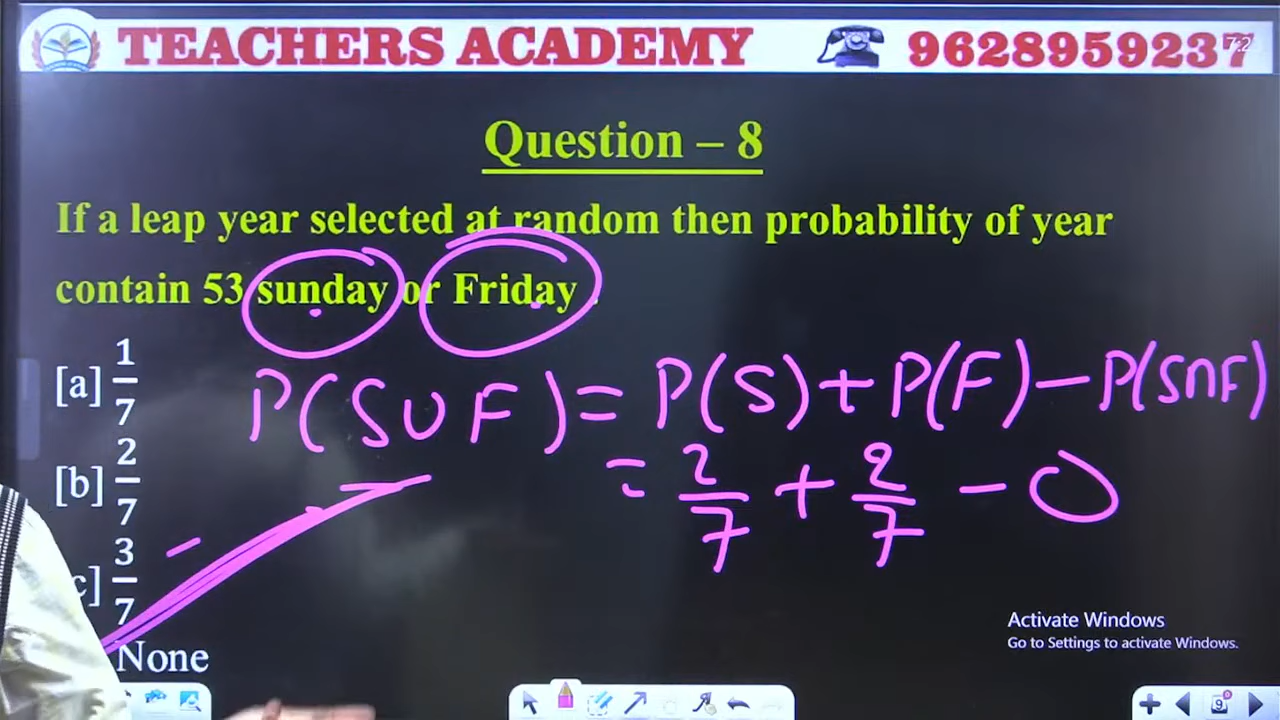 TEACHERS ACADEMY 9628959237
Question – 8
If a leap year selected at random then probability of year
contain 53 sunday or Friday .
[a] 1/7
P(S∪F) = P(S) + P(F) – P(S∩F)
[b] 2/7
= 2/7 + 2/7 – 0
c] 3/7
None
Activate Windows
Go to Settings to activate Windows.
9